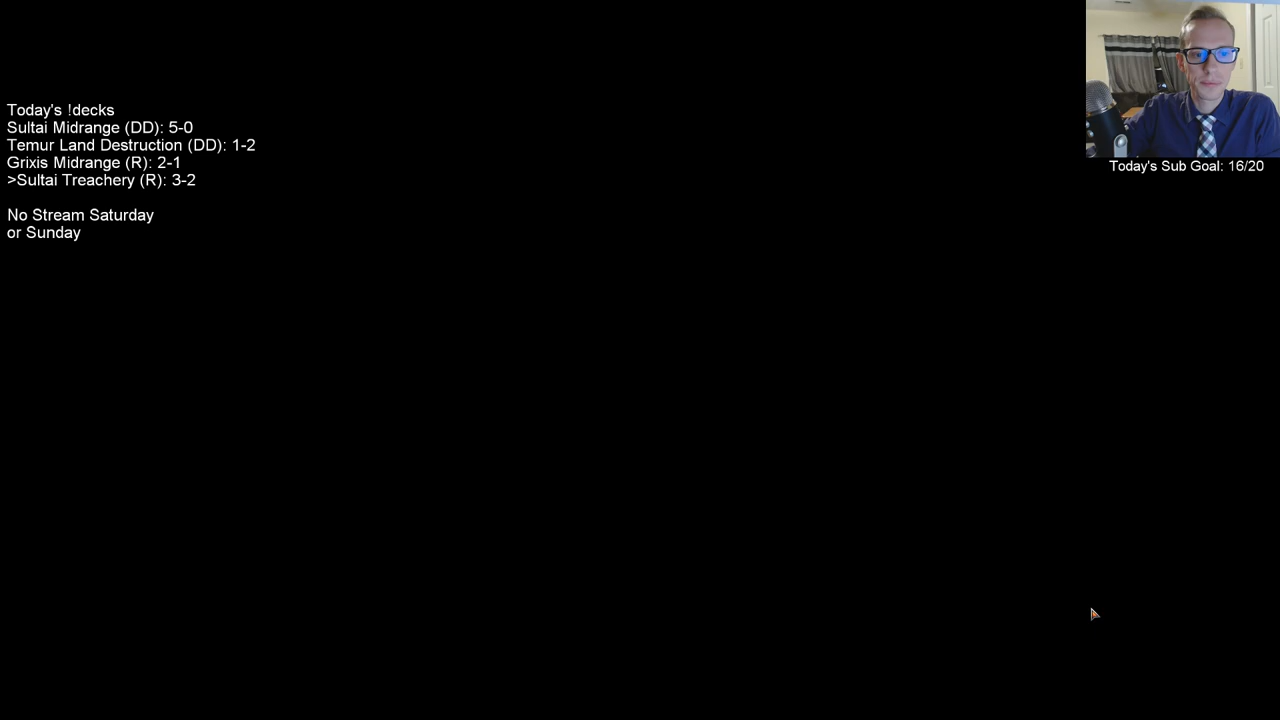 Today's !decks
Sultai Midrange (DD): 5-0
Temur Land Destruction (DD): 1-2
Grixis Midrange (R): 2-1
>Sultai Treachery (R): 3-2
No Stream Saturday
or Sunday
Today's Sub Goal: 16/20